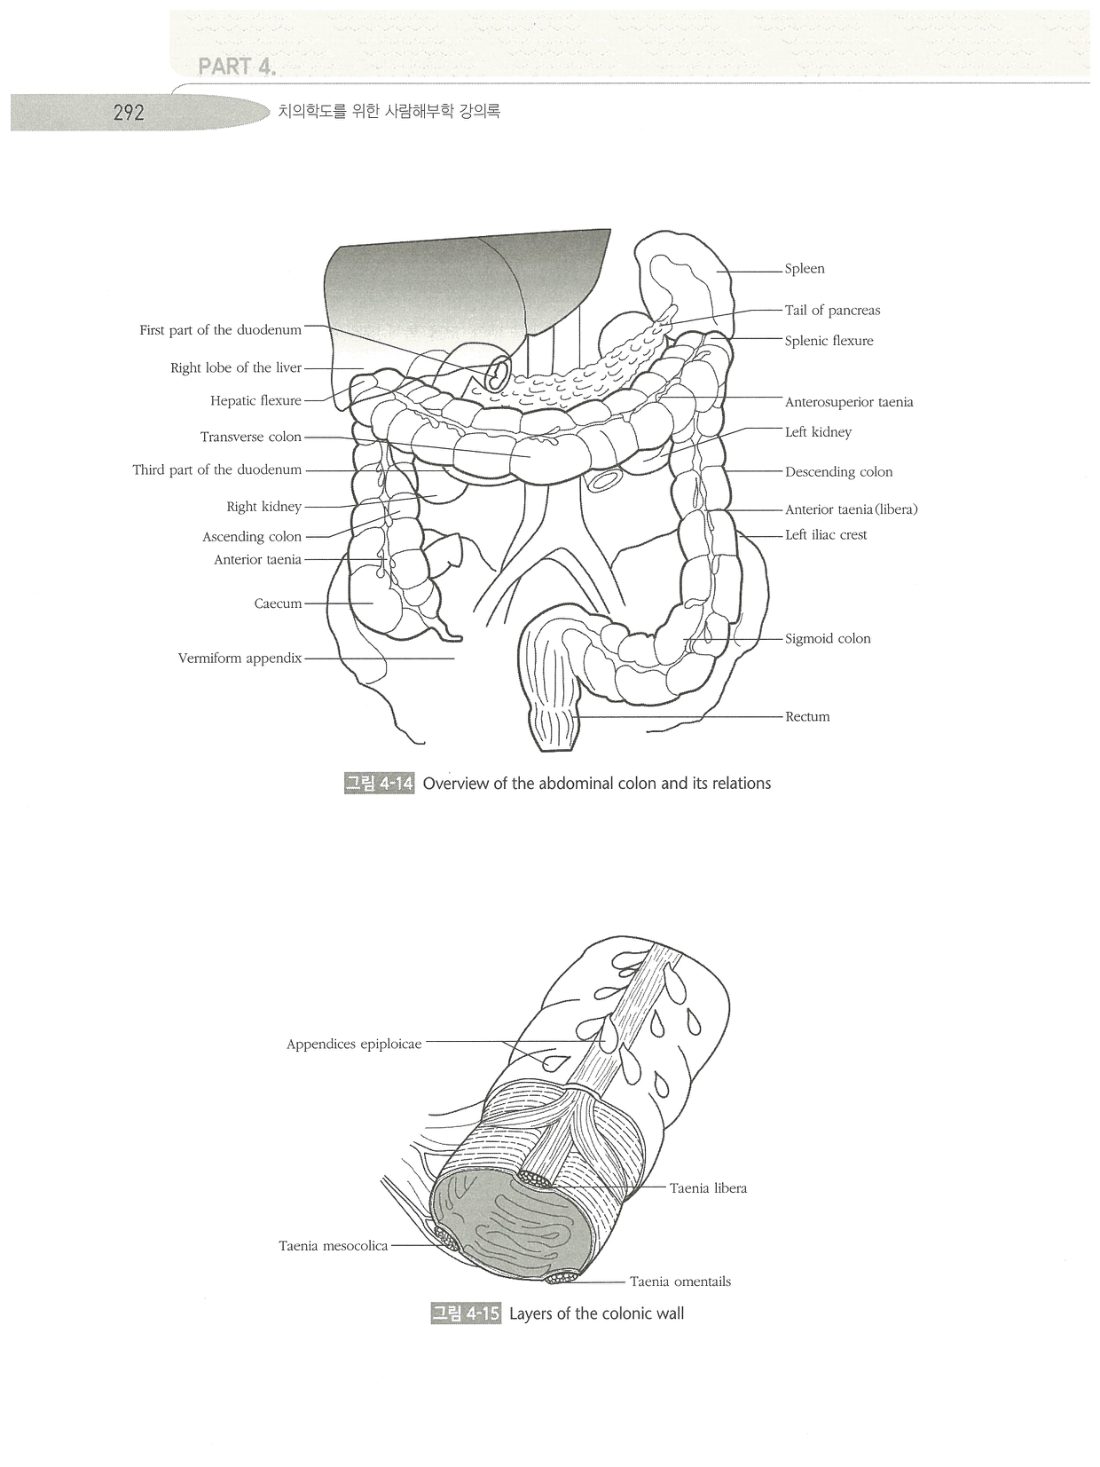 PART 4.
292
치의학도를 위한 사람해부학 강의록
First part of the duodenum
Right lobe of the liver
Hepatic flexure
Transverse colon
Third part of the duodenum
Right kidney
Ascending colon
Anterior taenia
Caecum
Vermiform appendix
Spleen
Tail of pancreas
Splenic flexure
Anterosuperior taenia
Left kidney
Descending colon
Anterior taenia(libera)
Left iliac crest
Sigmoid colon
Rectum
그림 4-14 Overview of the abdominal colon and its relations
Appendices epiploicae
Taenia libera
Taenia mesocolica
Taenia omentails
그림 4-15 Layers of the colonic wall